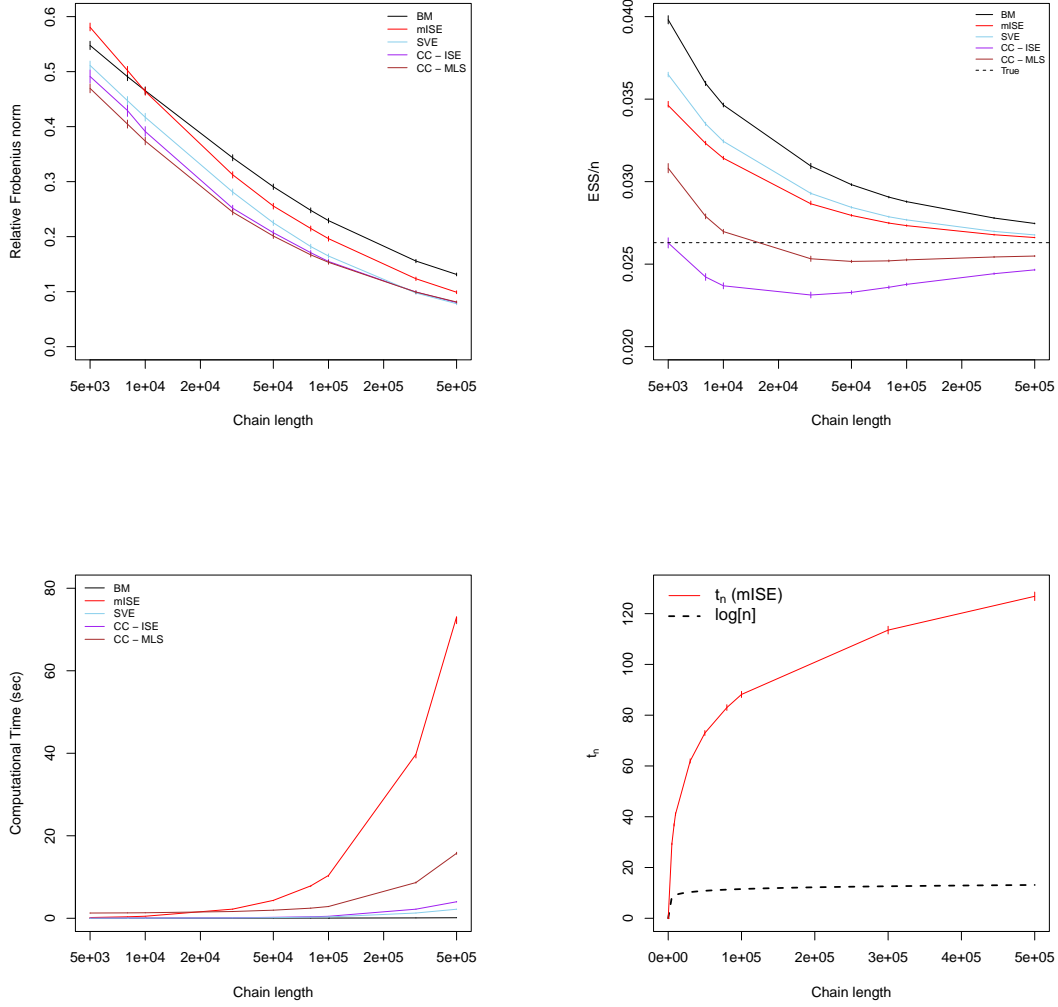 Relative Frobenius norm
0.6
0.5
0.4
0.3
0.2
0.1
0.0
BM
mISE
SVE
CC − ISE
CC − MLS
5e+03 1e+04 2e+04 5e+04 1e+05 2e+05 5e+05
Chain length
ESS/n
0.040
0.035
0.030
0.025
0.020
BM
mISE
SVE
CC − ISE
CC − MLS
True
5e+03 1e+04 2e+04 5e+04 1e+05 2e+05 5e+05
Chain length
Computational Time (sec)
80
60
40
20
0
BM
mISE
SVE
CC − ISE
CC − MLS
5e+03 1e+04 2e+04 5e+04 1e+05 2e+05 5e+05
Chain length
t_n
120
100
80
60
40
20
0
t_n (mISE)
log[n]
0e+00 1e+05 2e+05 3e+05 4e+05 5e+05
Chain length